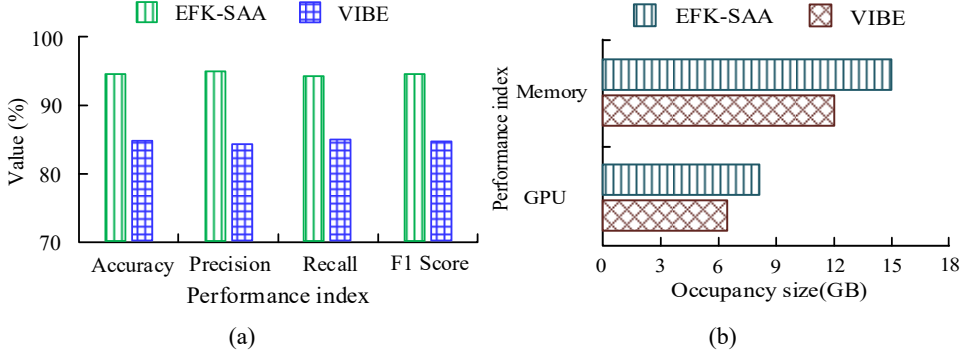 EFK-SAA VIBE
100
90
80
70
Value (%)
Accuracy Precision Recall F1 Score
Performance index
(a)
EFK-SAA VIBE
Performance index
Memory
GPU
0 3 6 9 12 15 18
Occupancy size(GB)
(b)